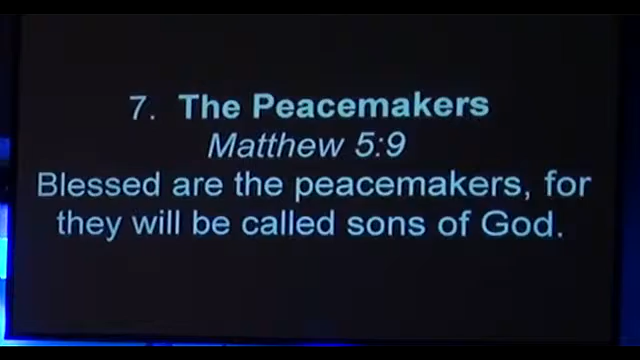 7. The Peacemakers
Matthew 5:9
Blessed are the peacemakers, for
they will be called sons of God.